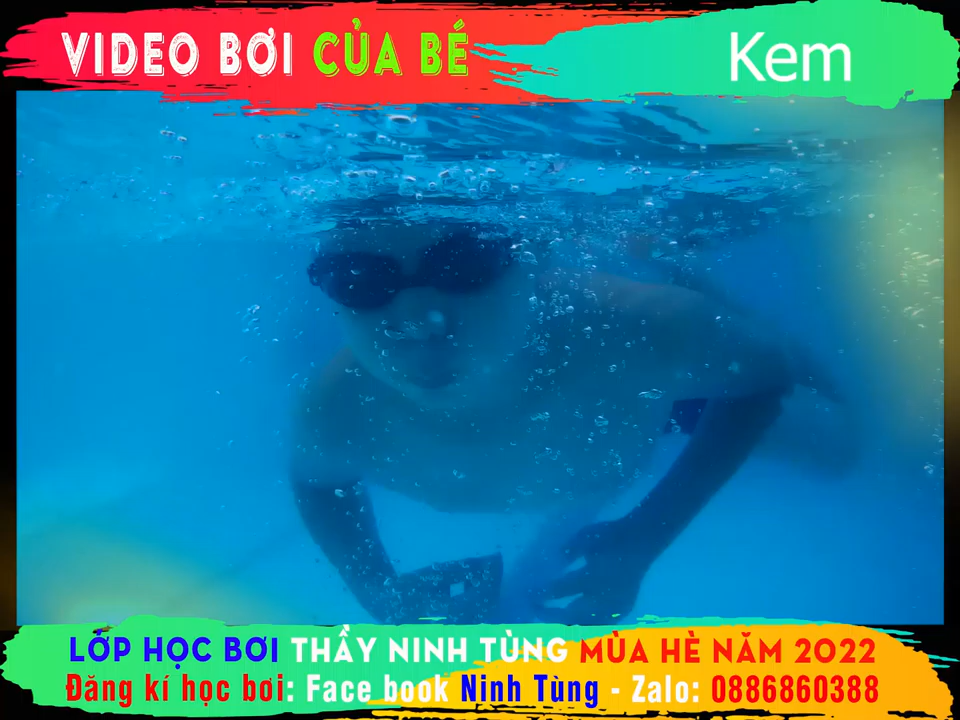 VIDEO BƠI CỦA BÉ
Kem
LỚP HỌC BƠI THẦY NINH TÙNG MÙA HÈ NĂM 2022
Đăng kí học bơi: Face book Ninh Tùng - Zalo: 0886860388